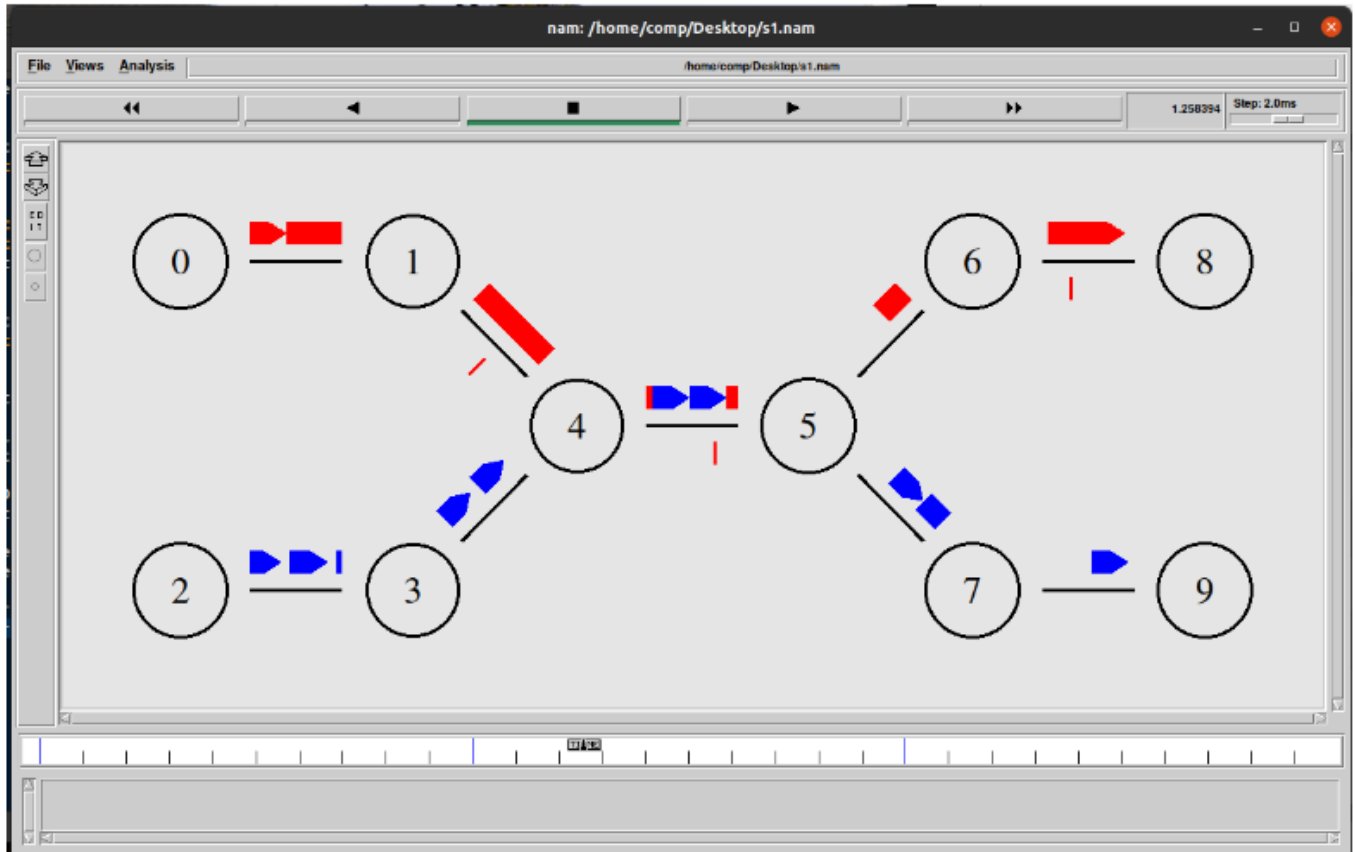 nam: /home/comp/Desktop/s1.nam
File Views Analysis
/home/comp/Desktop/s1.nam
1.258394 Step: 2.0ms
0 1 6 8
4 5
2 3 7 9
TIME